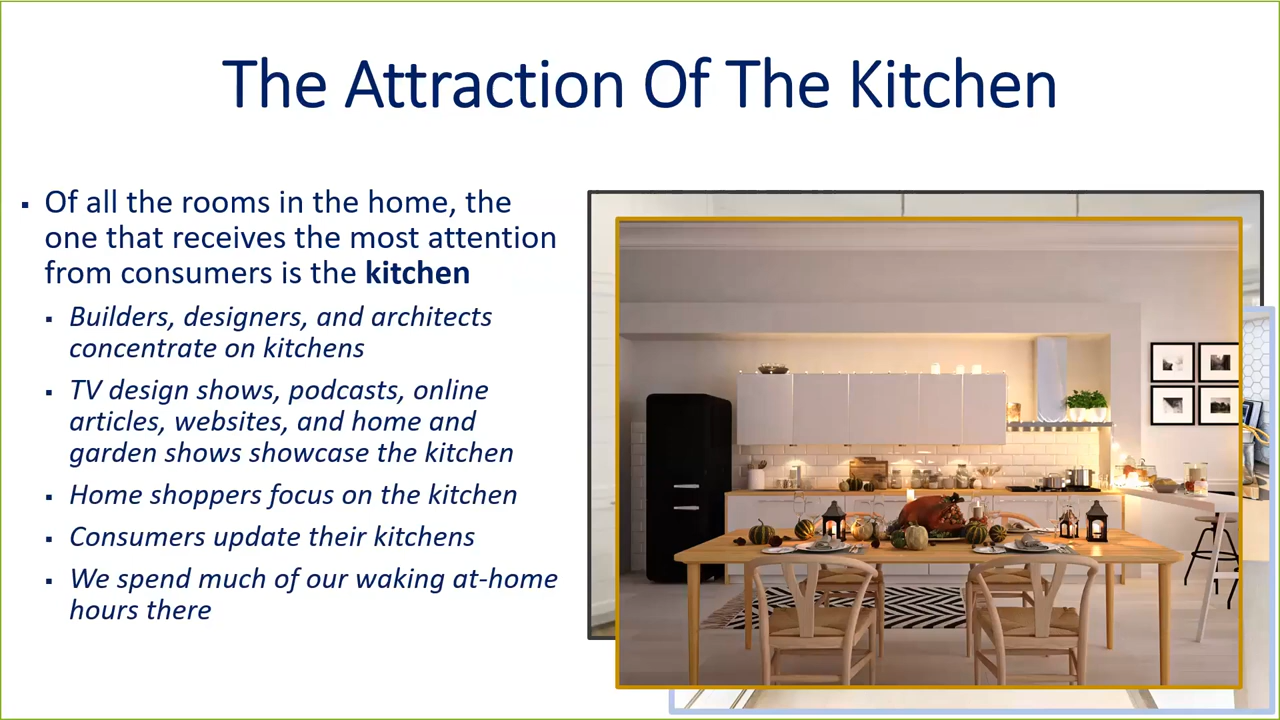 The Attraction Of The Kitchen
Of all the rooms in the home, the
one that receives the most attention
from consumers is the kitchen
Builders, designers, and architects
concentrate on kitchens
TV design shows, podcasts, online
articles, websites, and home and
garden shows showcase the kitchen
Home shoppers focus on the kitchen
Consumers update their kitchens
We spend much of our waking at-home
hours there